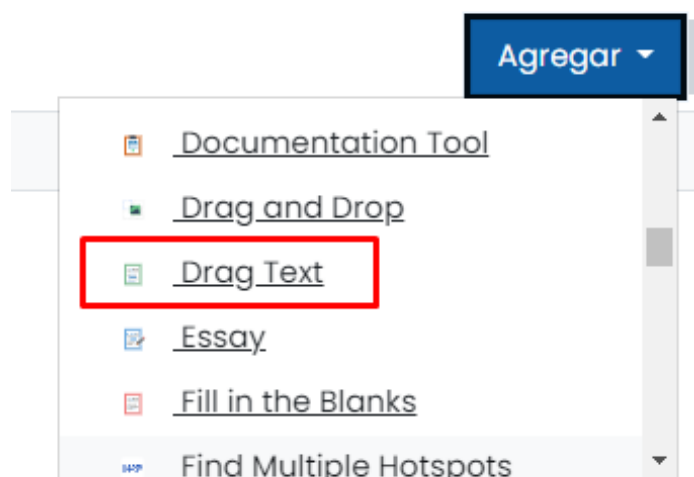 Agregar
Documentation Tool
Drag and Drop
Drag Text
Essay
Fill in the Blanks
Find Multiple Hotspots